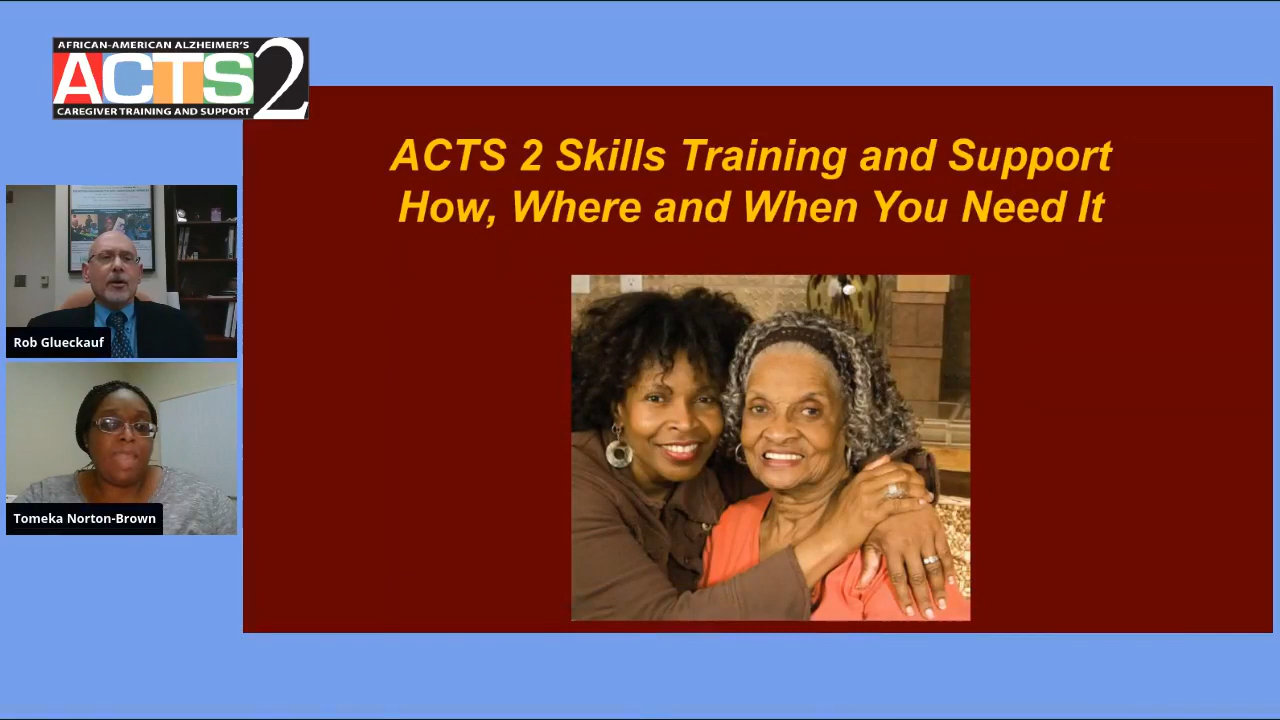 AFRICAN-AMERICAN ALZHEIMER'S
ACTS2
CAREGIVER TRAINING AND SUPPORT
ACTS 2 Skills Training and Support
How, Where and When You Need It
Rob Glueckauf
Tomeka Norton-Brown